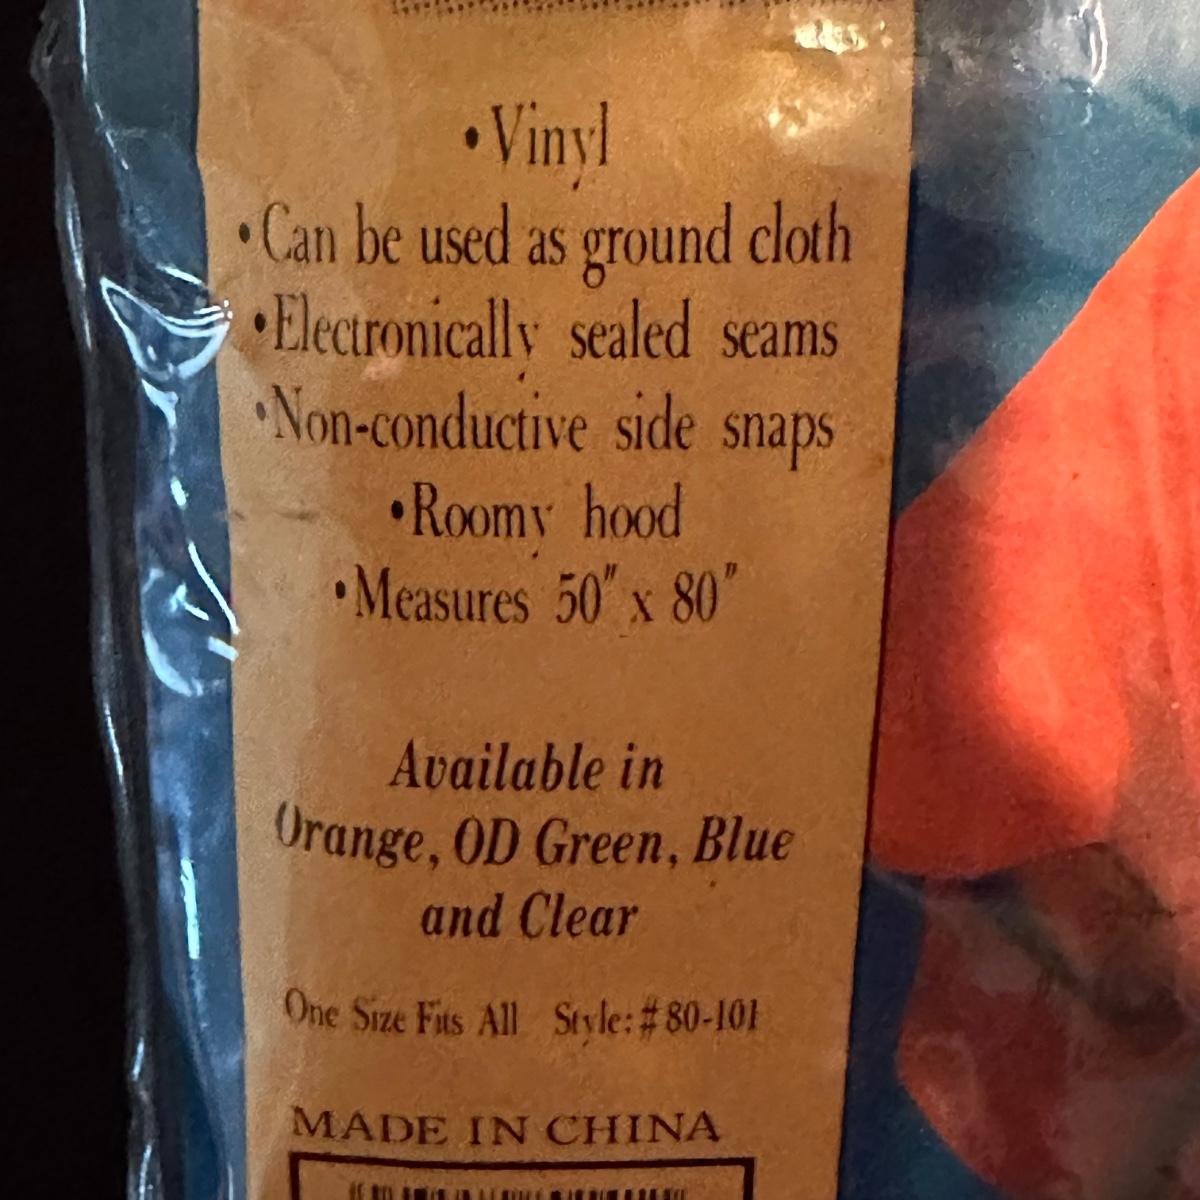 •Vinyl
•Can be used as ground cloth
•Electronically sealed seams
•Non-conductive side snaps
•Roomy hood
•Measures 50" x 80"
Available in
Orange, OD Green, Blue
and Clear
One Size Fits All Style: # 80-101
MADE IN CHINA